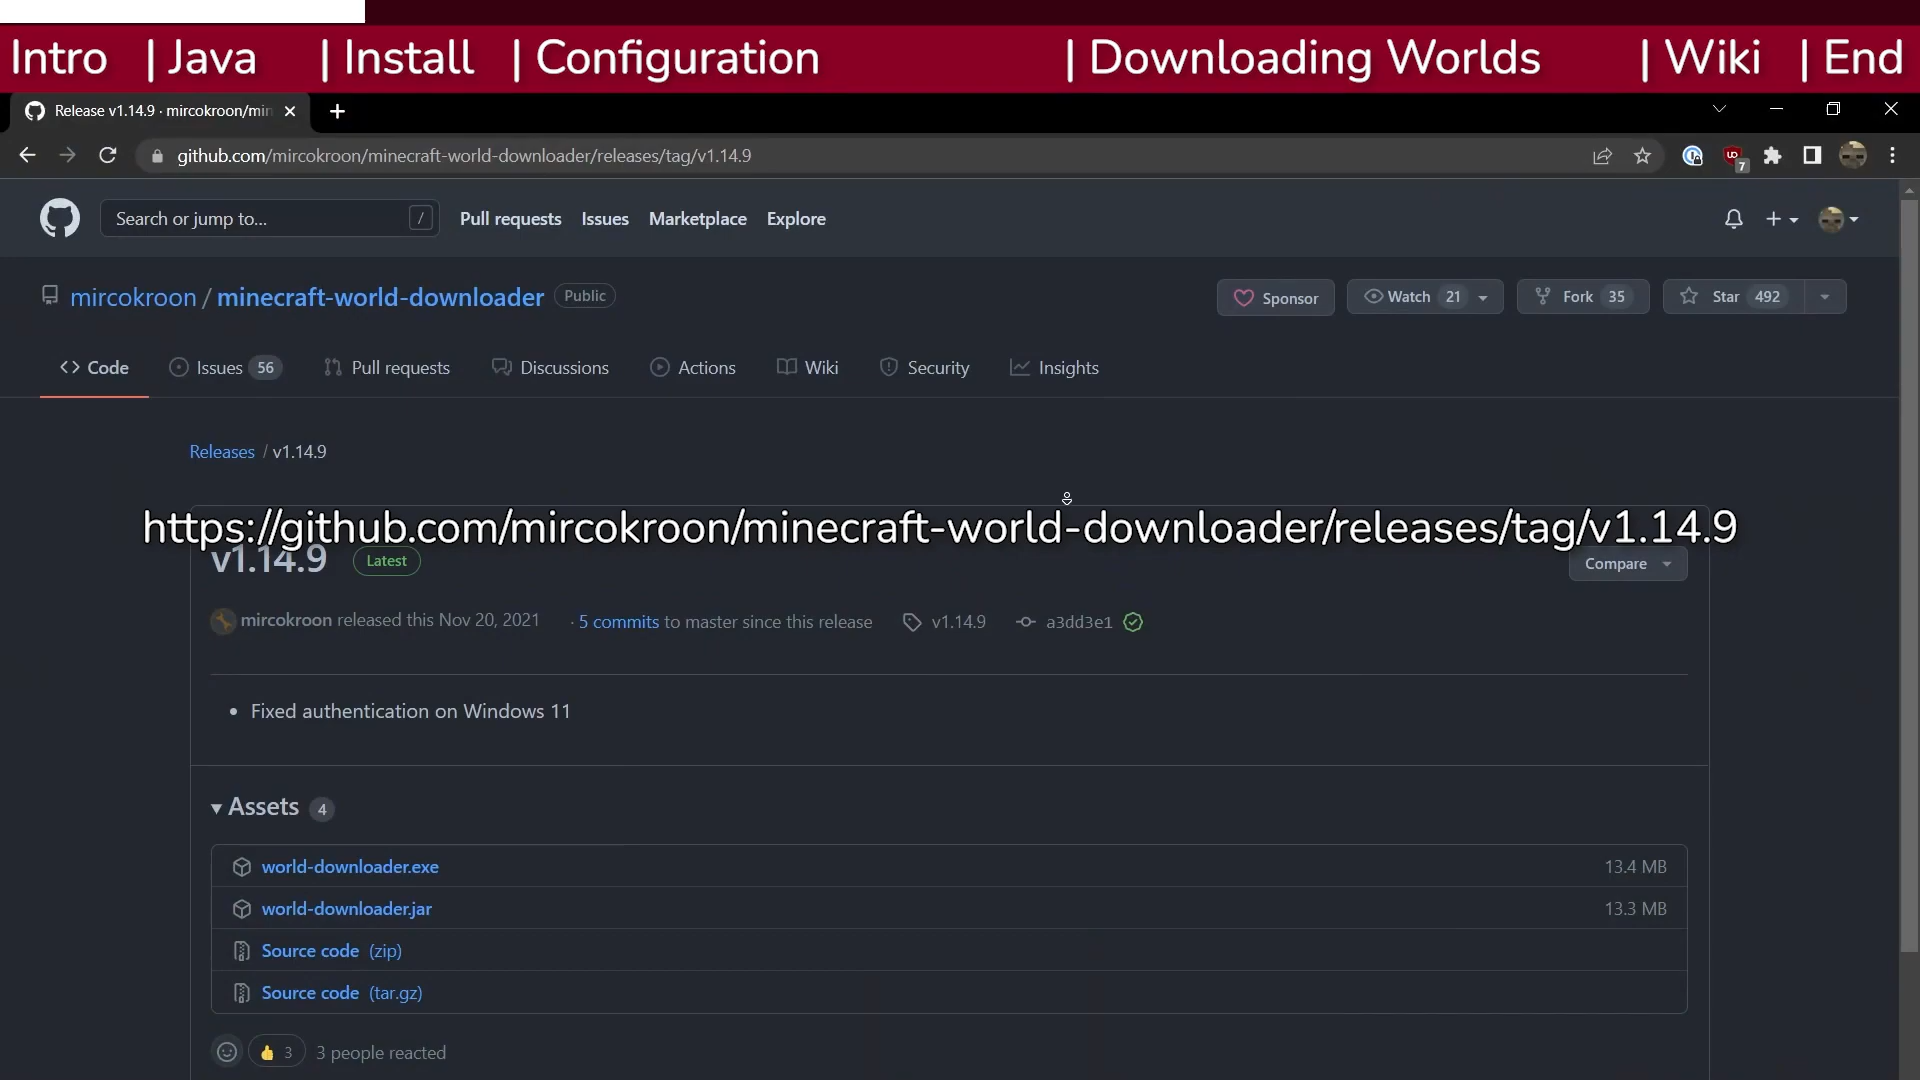 Intro | Java | Install | Configuration | Downloading Worlds | Wiki | End
Release v1.14.9 · mircokroon/min
github.com/mircokroon/minecraft-world-downloader/releases/tag/v1.14.9
7
Search or jump to... /
Pull requests Issues Marketplace Explore
mircokroon / minecraft-world-downloader Public
Sponsor Watch 21 Fork 35 Star 492
Code Issues 56 Pull requests Discussions Actions Wiki Security Insights
Releases / v1.14.9
https://github.com/mircokroon/minecraft-world-downloader/releases/tag/v1.14.9
v1.14.9 Latest Compare
mircokroon released this Nov 20, 2021 · 5 commits to master since this release v1.14.9 a3dd3e1
• Fixed authentication on Windows 11
Assets 4
world-downloader.exe 13.4 MB
world-downloader.jar 13.3 MB
Source code (zip)
Source code (tar.gz)
3 3 people reacted